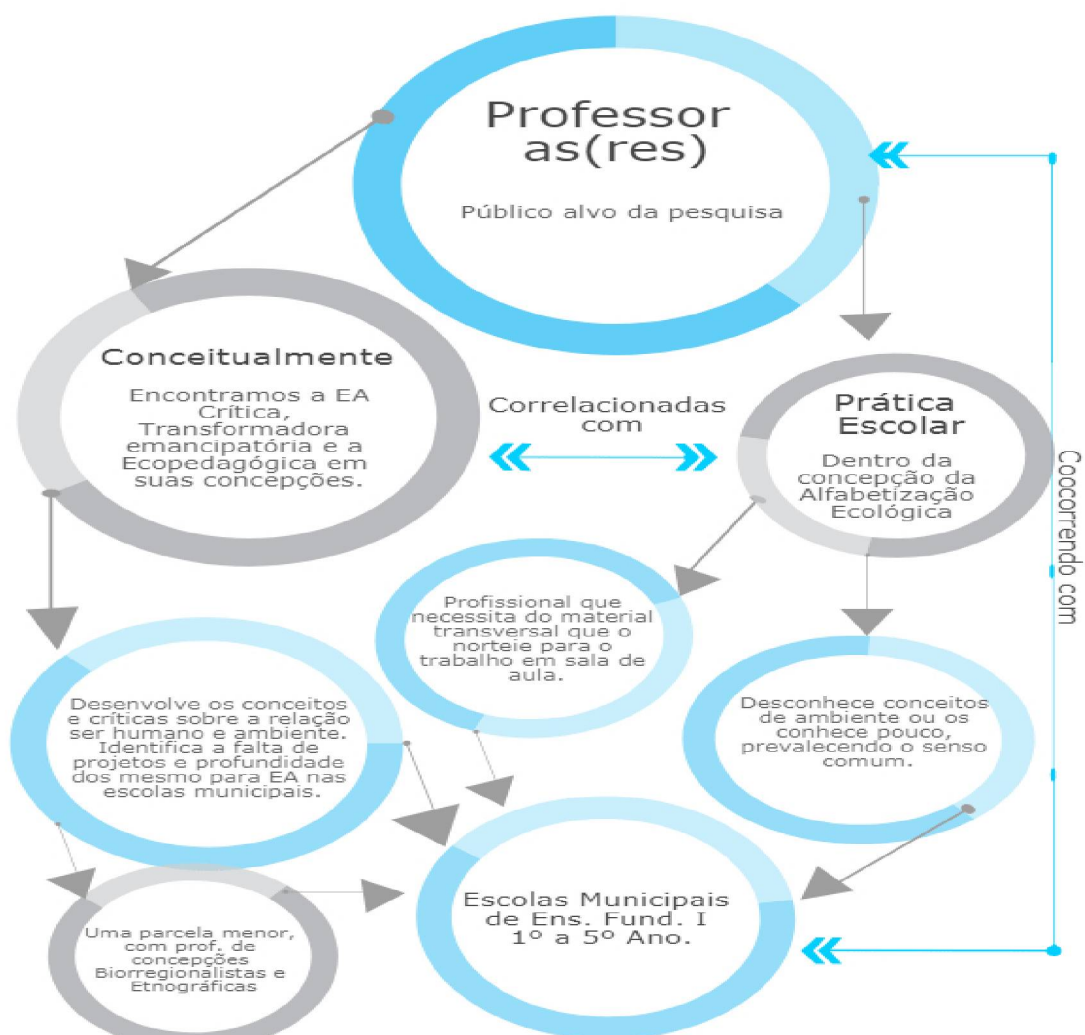 Professor
as(res)
Público alvo da pesquisa
Conceitualmente
Encontramos a EA
Crítica,
Transformadora
emancipatória e a
Ecopedagógica em
suas concepções.
Correlacionadas
com
Prática
Escolar
Dentro da
concepção da
Alfabetização
Ecológica
Coocorrendo com
Profissional que
necessita do material
transversal que o
norteie para o
trabalho em sala de
aula.
Desenvolve os conceitos
e críticas sobre a relação
ser humano e ambiente.
Identifica a falta de
projetos e profundidade
dos mesmo para EA nas
escolas municipais.
Desconhece conceitos
de ambiente ou os
conhece pouco,
prevalecendo o senso
comum.
Uma parcela menor,
com prof. de
concepções
Biorregionalistas e
Etnográficas
Escolas Municipais
de Ens. Fund. I
1º a 5º Ano.